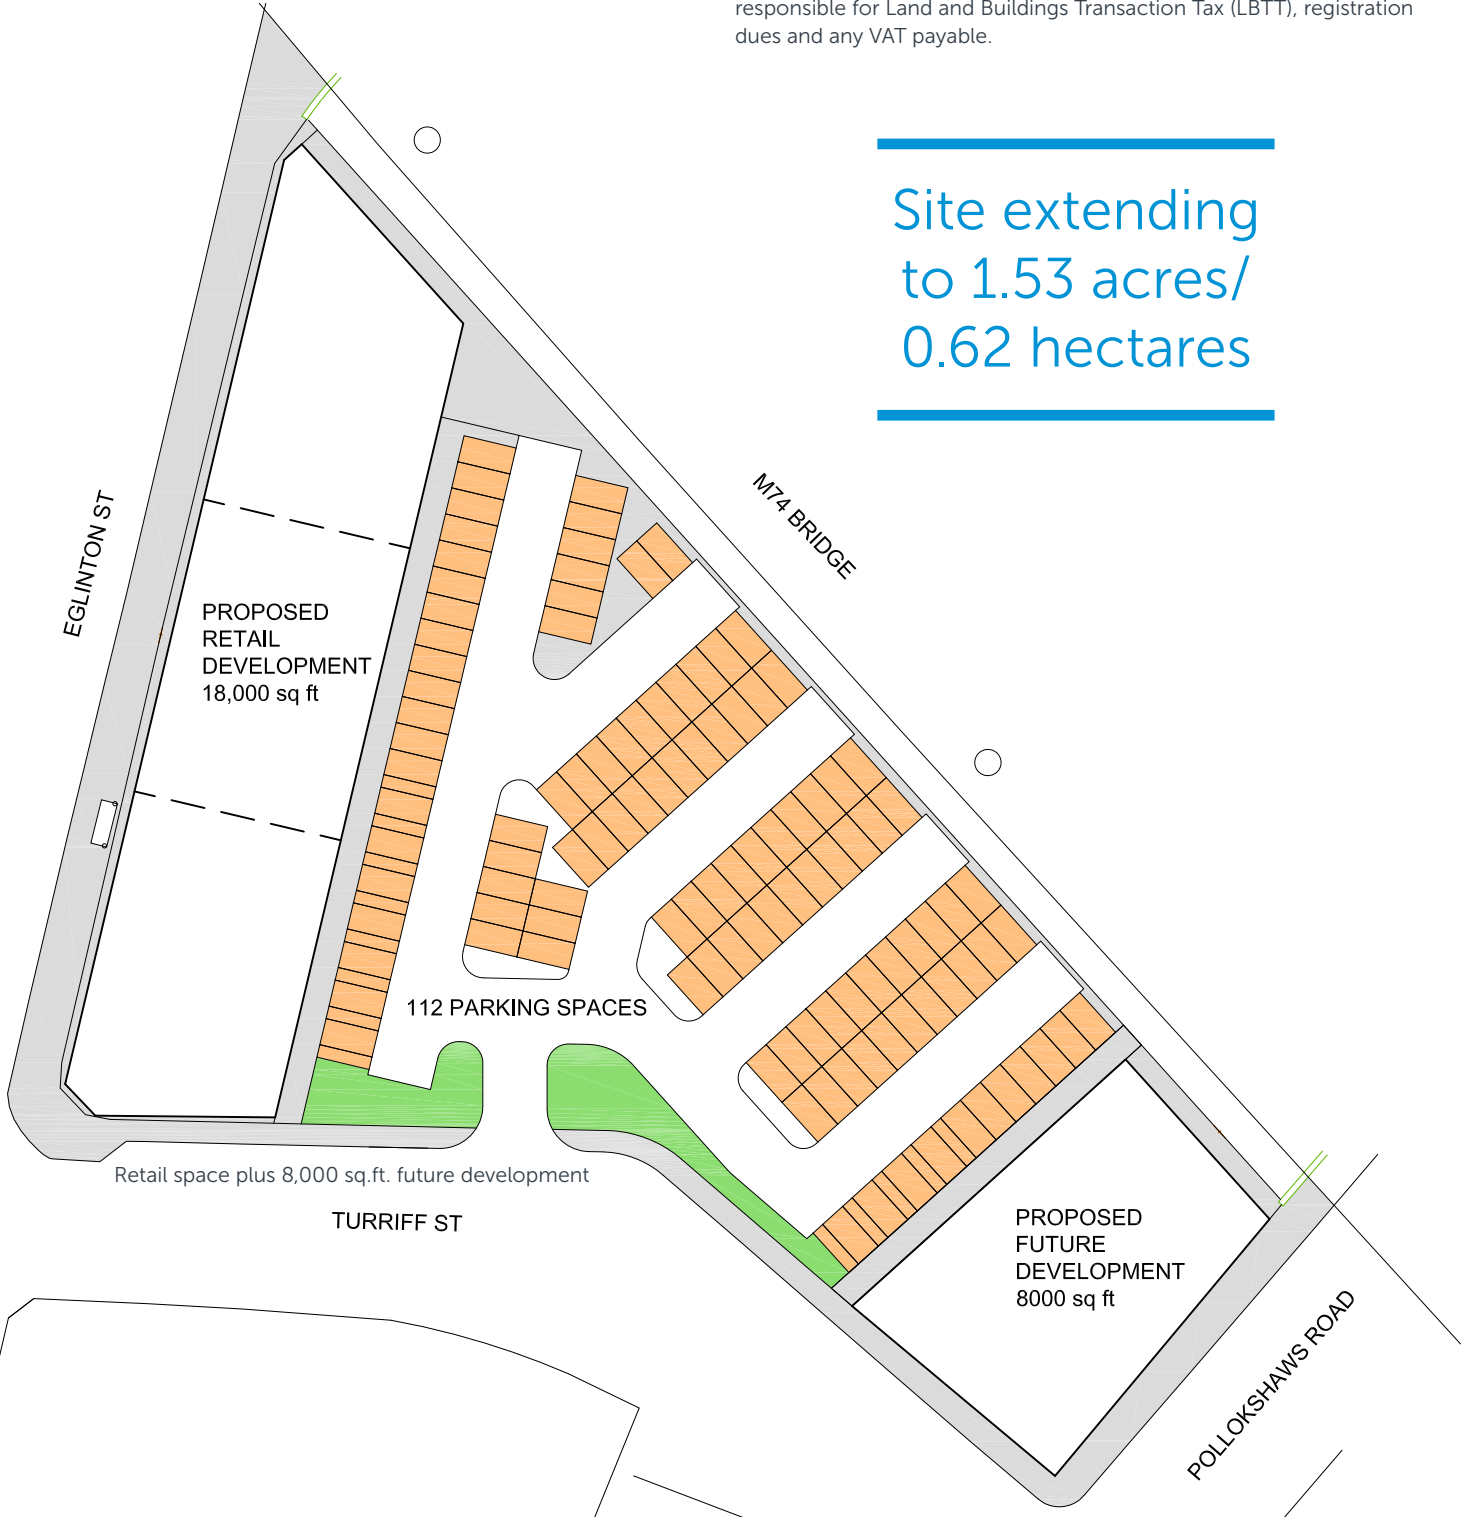 responsible for Land and Buildings Transaction Tax (LBTT), registration
dues and any VAT payable.
Site extending
to 1.53 acres/
0.62 hectares
M74 BRIDGE
EGLINTON ST
PROPOSED
RETAIL
DEVELOPMENT
18,000 sq ft
112 PARKING SPACES
Retail space plus 8,000 sq.ft. future development
TURRIFF ST
PROPOSED
FUTURE
DEVELOPMENT
8000 sq ft
POLLOKSHAWS ROAD